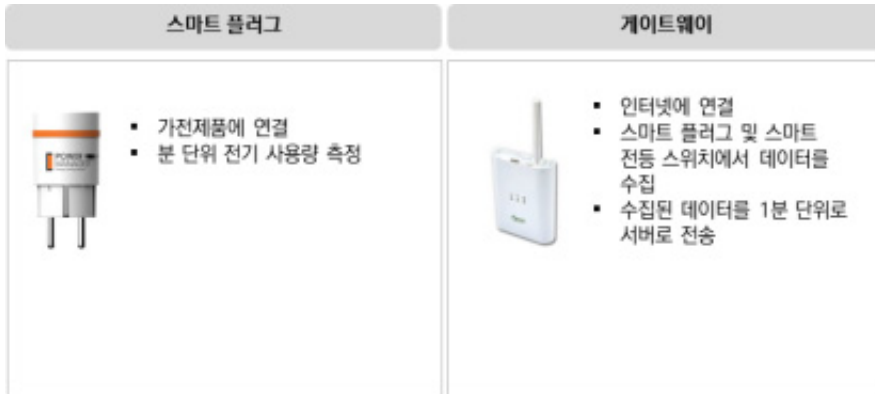 스마트 플러그
▪ 가전제품에 연결
▪ 분 단위 전기 사용량 측정
POWER
게이트웨이
▪ 인터넷에 연결
▪ 스마트 플러그 및 스마트
전등 스위치에서 데이터를
수집
▪ 수집된 데이터를 1분 단위로
서버로 전송